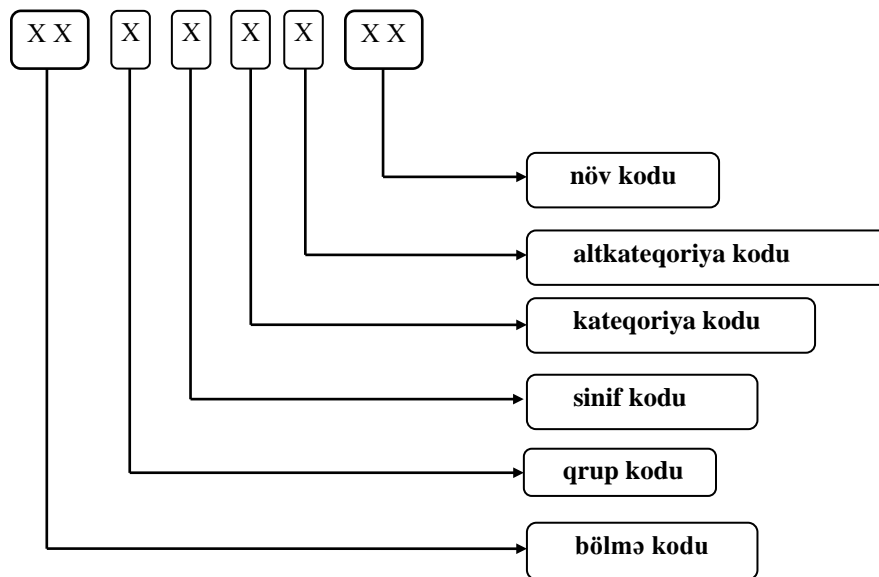 X X X X X X X X
növ kodu
altkateqoriya kodu
kateqoriya kodu
sinif kodu
qrup kodu
bölmə kodu